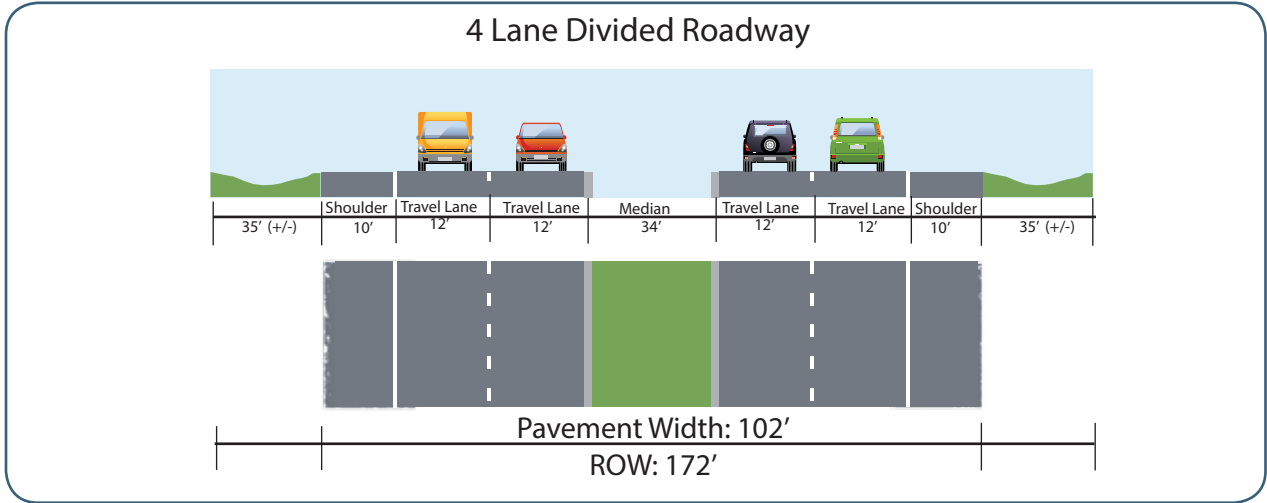 4 Lane Divided Roadway
Shoulder Travel Lane Travel Lane Median Travel Lane Travel Lane Shoulder
35’ (+/-) 10’ 12’ 12’ 34’ 12’ 12’ 10’ 35’ (+/-)
Pavement Width: 102’
ROW: 172’